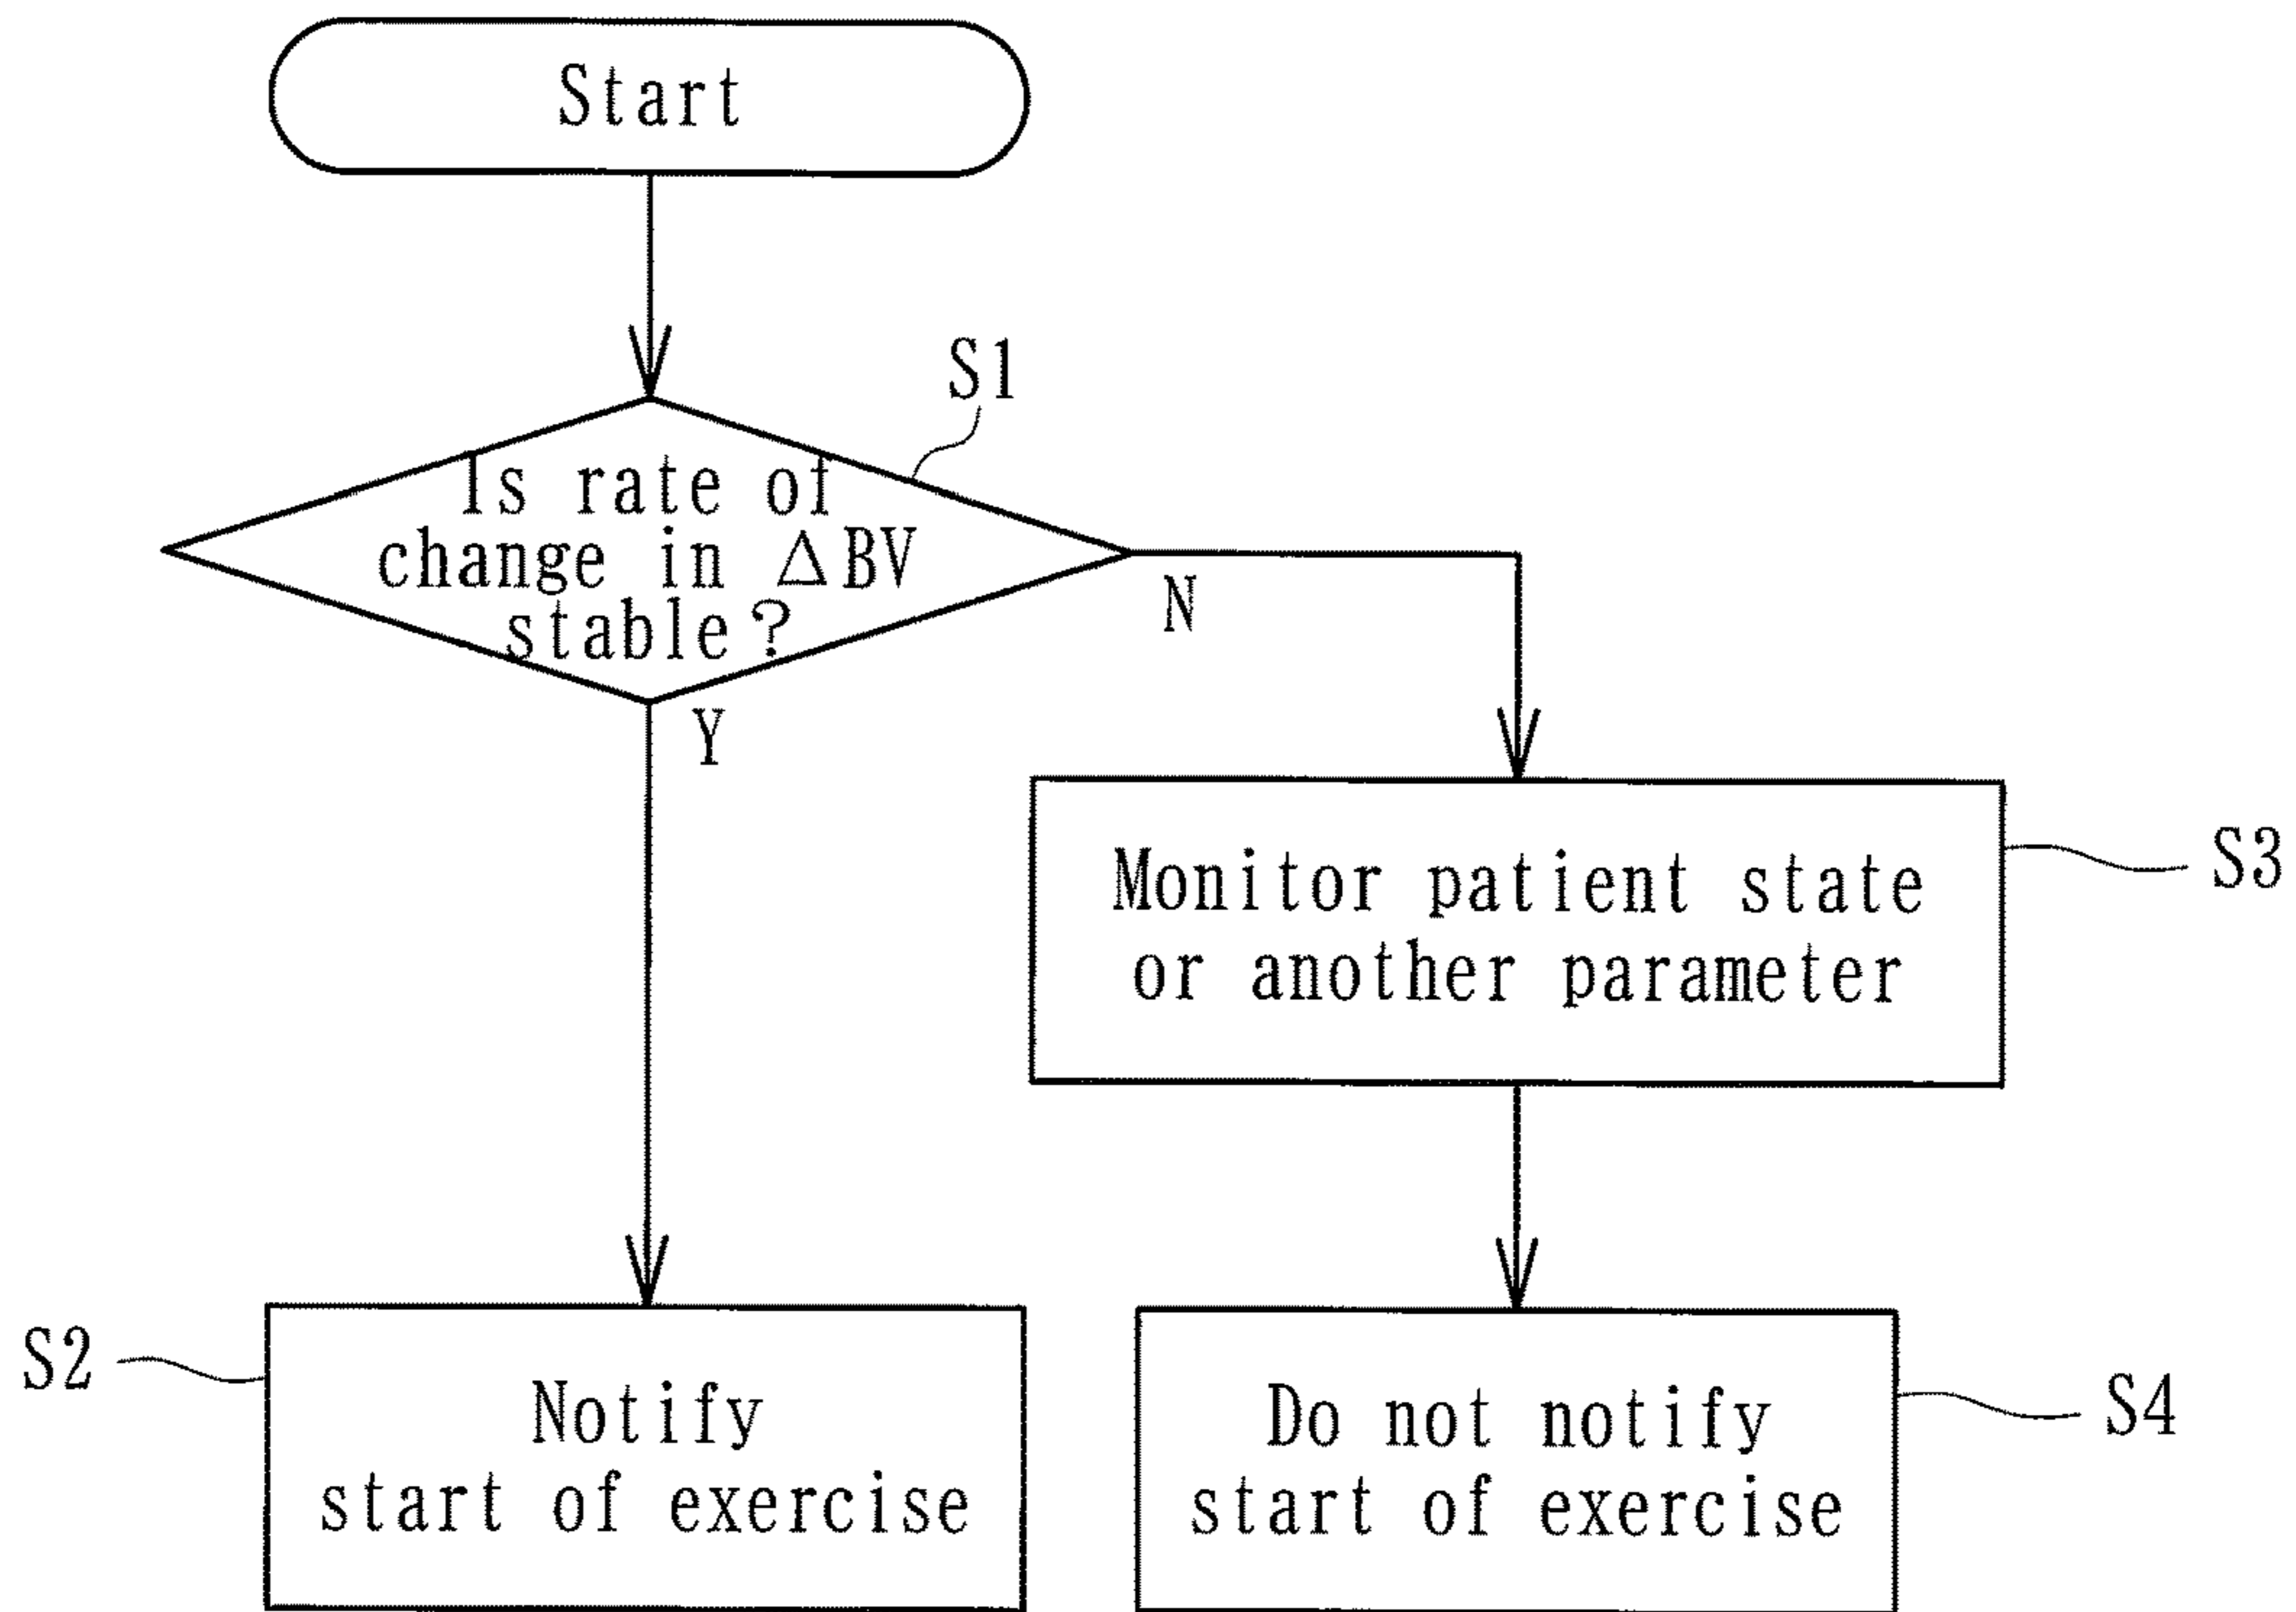 Start
S1
Is rate of
change in ΔBV
stable?
N
Y
Monitor patient state
or another parameter
S3
S2
Notify
start of exercise
Do not notify
start of exercise
S4